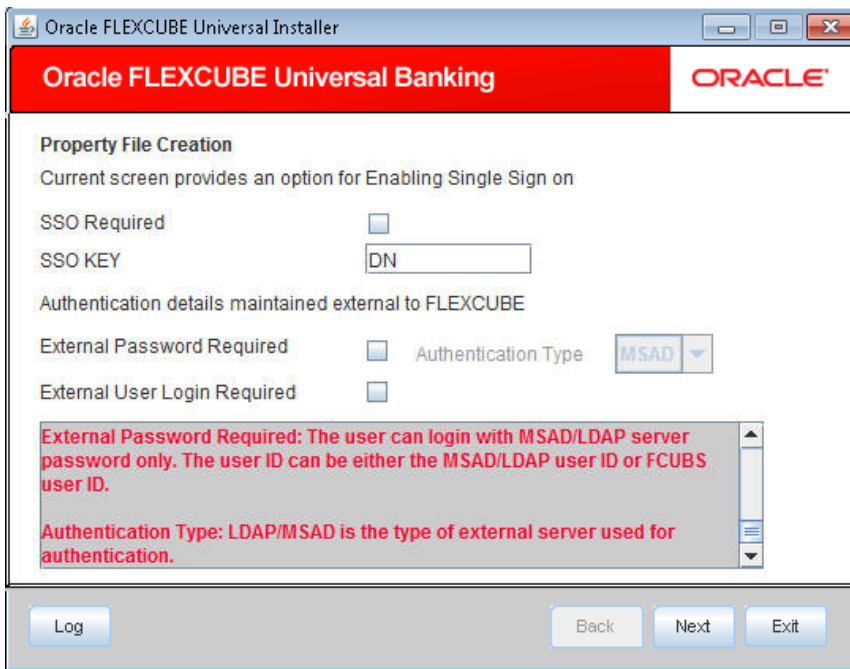 Oracle FLEXCUBE Universal Installer
Oracle FLEXCUBE Universal Banking
ORACLE
Property File Creation
Current screen provides an option for Enabling Single Sign on
SSO Required
SSO KEY
DN
Authentication details maintained external to FLEXCUBE
External Password Required
Authentication Type
MSAD
External User Login Required
External Password Required: The user can login with MSAD/LDAP server
password only. The user ID can be either the MSAD/LDAP user ID or FCUBS
user ID.
Authentication Type: LDAP/MSAD is the type of external server used for
authentication.
Log
Back
Next
Exit